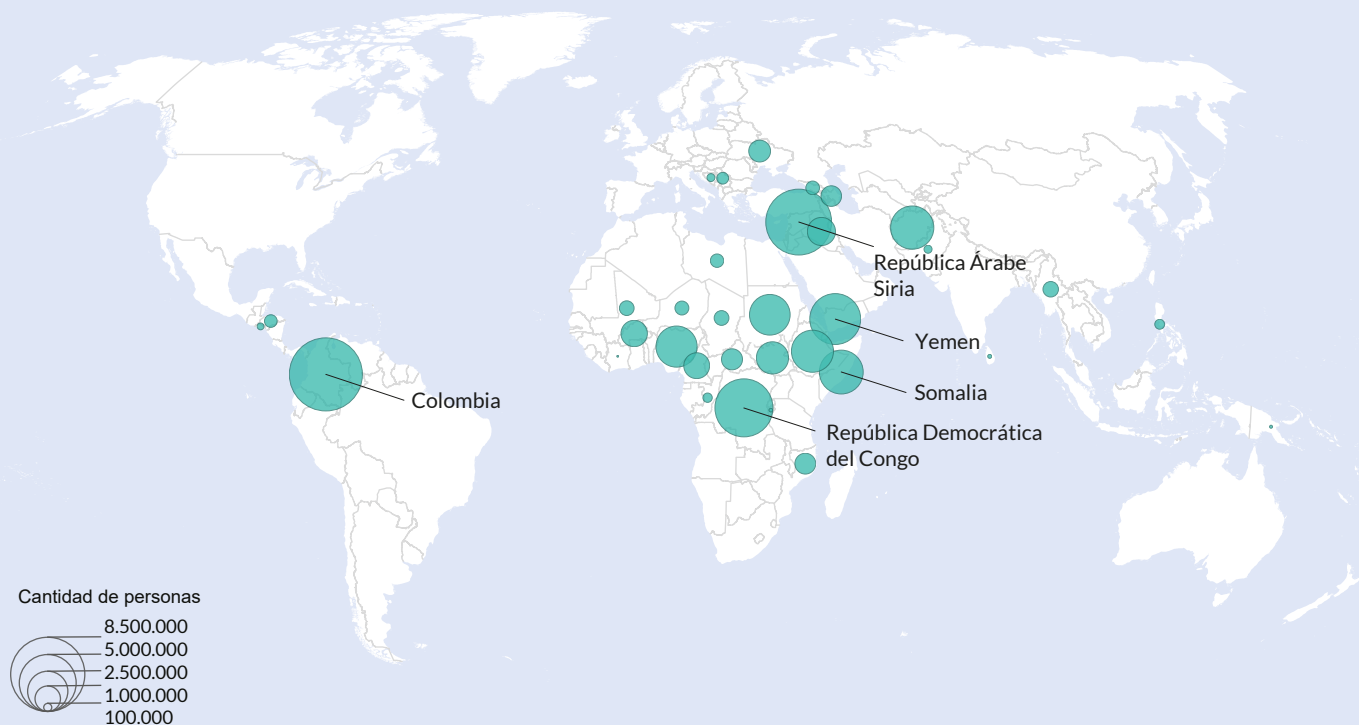 República Árabe
Siria
Yemen
Somalia
Colombia
República Democrática
del Congo
Cantidad de personas
8.500.000
5.000.000
2.500.000
1.000.000
100.000